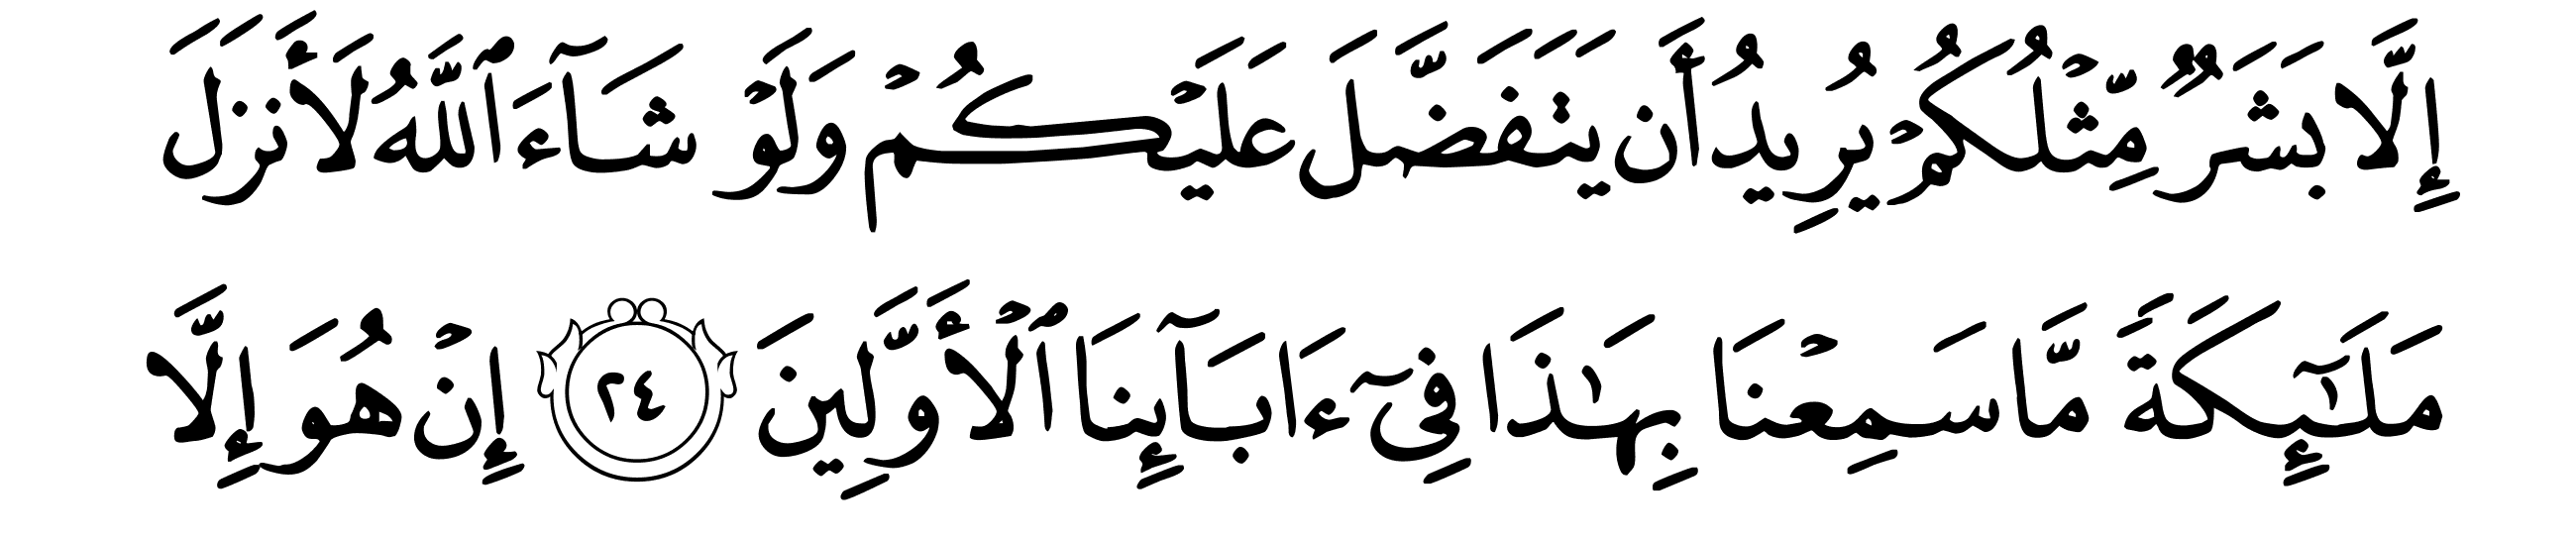 إِلَّا بَشَرٌ مِّثْلُكُمْ يُرِيدُ أَن يَتَفَضَّلَ عَلَيْكُمْ وَلَوْ شَآءَ ٱللَّهُ لَأَنزَلَ
مَلَـٰٓئِكَةً مَّا سَمِعْنَا بِهَـٰذَا فِىٓ ءَابَآئِنَا ٱلْأَوَّلِينَ ٢٤ إِنْ هُوَ إِلَّا